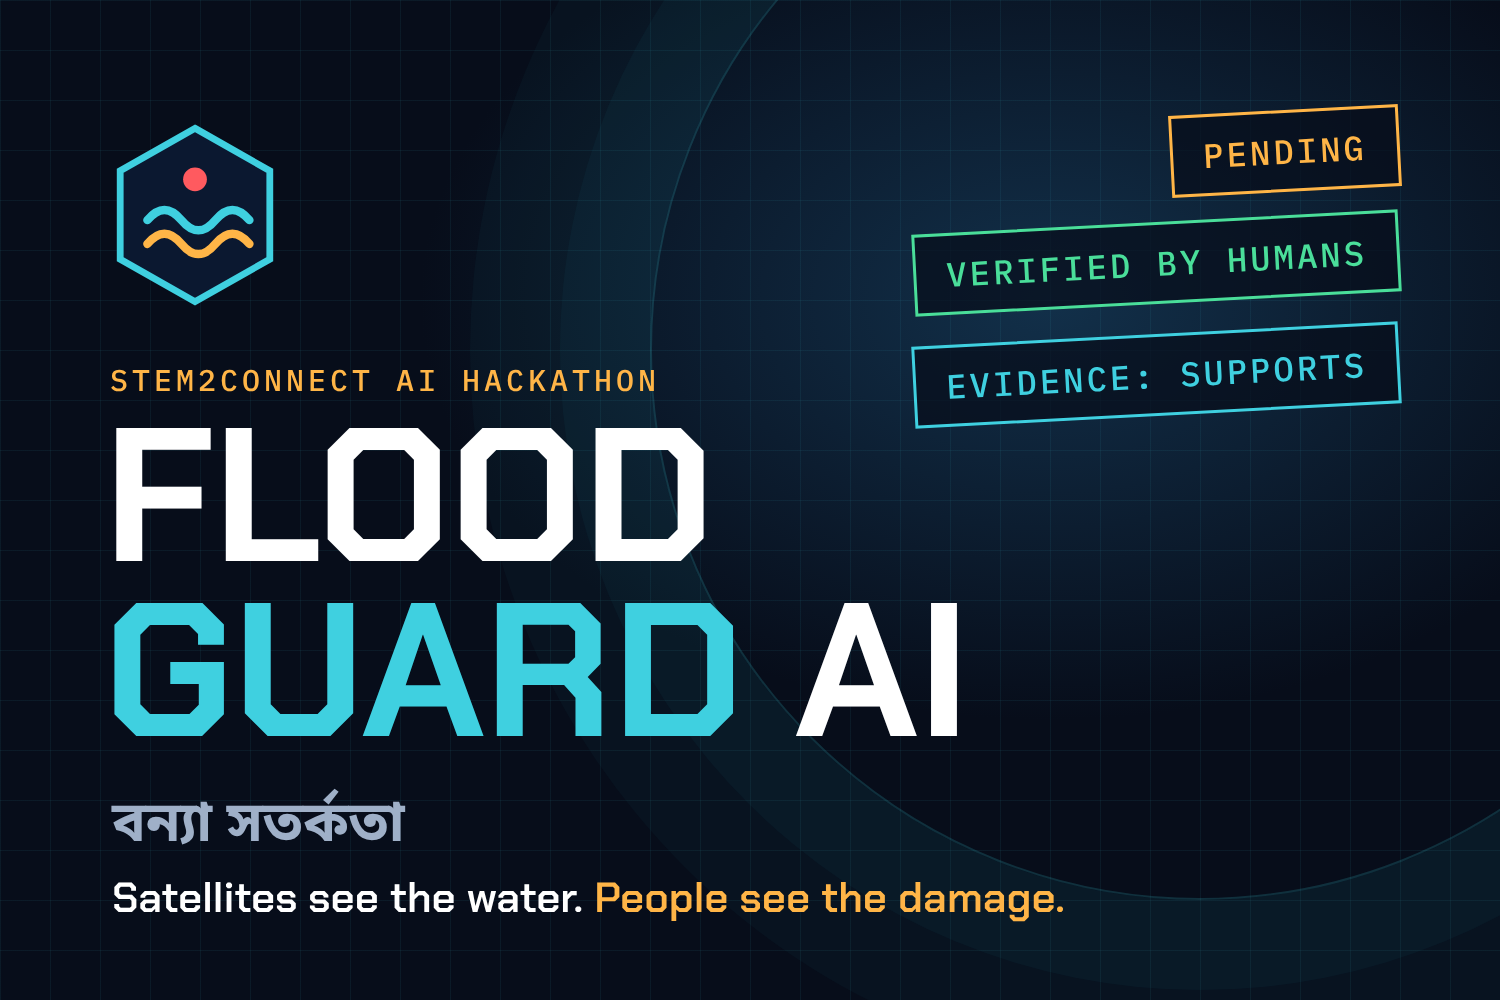 PENDING
VERIFIED BY HUMANS
EVIDENCE: SUPPORTS
STEM2CONNECT AI HACKATHON
FLOOD
GUARD AI
বন্যা সতর্কতা
Satellites see the water. People see the damage.